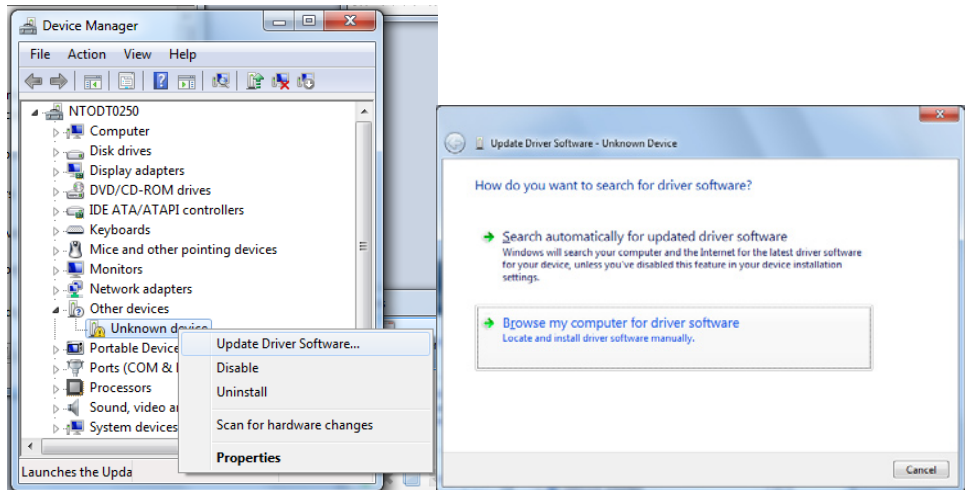 Device Manager
File Action View Help
NTODT0250
Computer
Disk drives
Display adapters
DVD/CD-ROM drives
IDE ATA/ATAPI controllers
Keyboards
Mice and other pointing devices
Monitors
Network adapters
Other devices
Unknown device
Portable Device
Ports (COM &
Processors
Sound, video a
System devices
Launches the Upda
Update Driver Software...
Disable
Uninstall
Scan for hardware changes
Properties
Update Driver Software - Unknown Device
How do you want to search for driver software?
Search automatically for updated driver software
Windows will search your computer and the Internet for the latest driver software
for your device, unless you've disabled this feature in your device installation
settings.
Browse my computer for driver software
Locate and install driver software manually.
Cancel